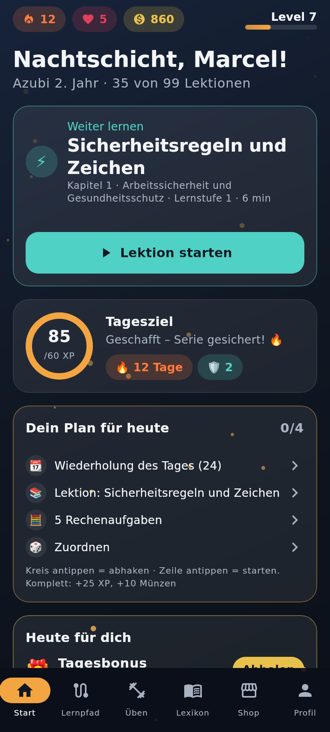 12 5 860 Level 7
Nachtschicht, Marcel!
Azubi 2. Jahr · 35 von 99 Lektionen
Weiter lernen
Sicherheitsregeln und
Zeichen
Kapitel 1 · Arbeitssicherheit und
Gesundheitsschutz · Lernstufe 1 · 6 min
Lektion starten
85
/60 XP
Tagesziel
Geschafft – Serie gesichert! 🔥
🔥 12 Tage 🛡️ 2
Dein Plan für heute 0/4
Wiederholung des Tages (24)
Lektion: Sicherheitsregeln und Zeichen
5 Rechenaufgaben
Zuordnen
Kreis antippen = abhaken · Zeile antippen = starten.
Komplett: +25 XP, +10 Münzen
Heute für dich
Tagesbonus
Abholen
Start Lernpfad Üben Lexikon Shop Profil